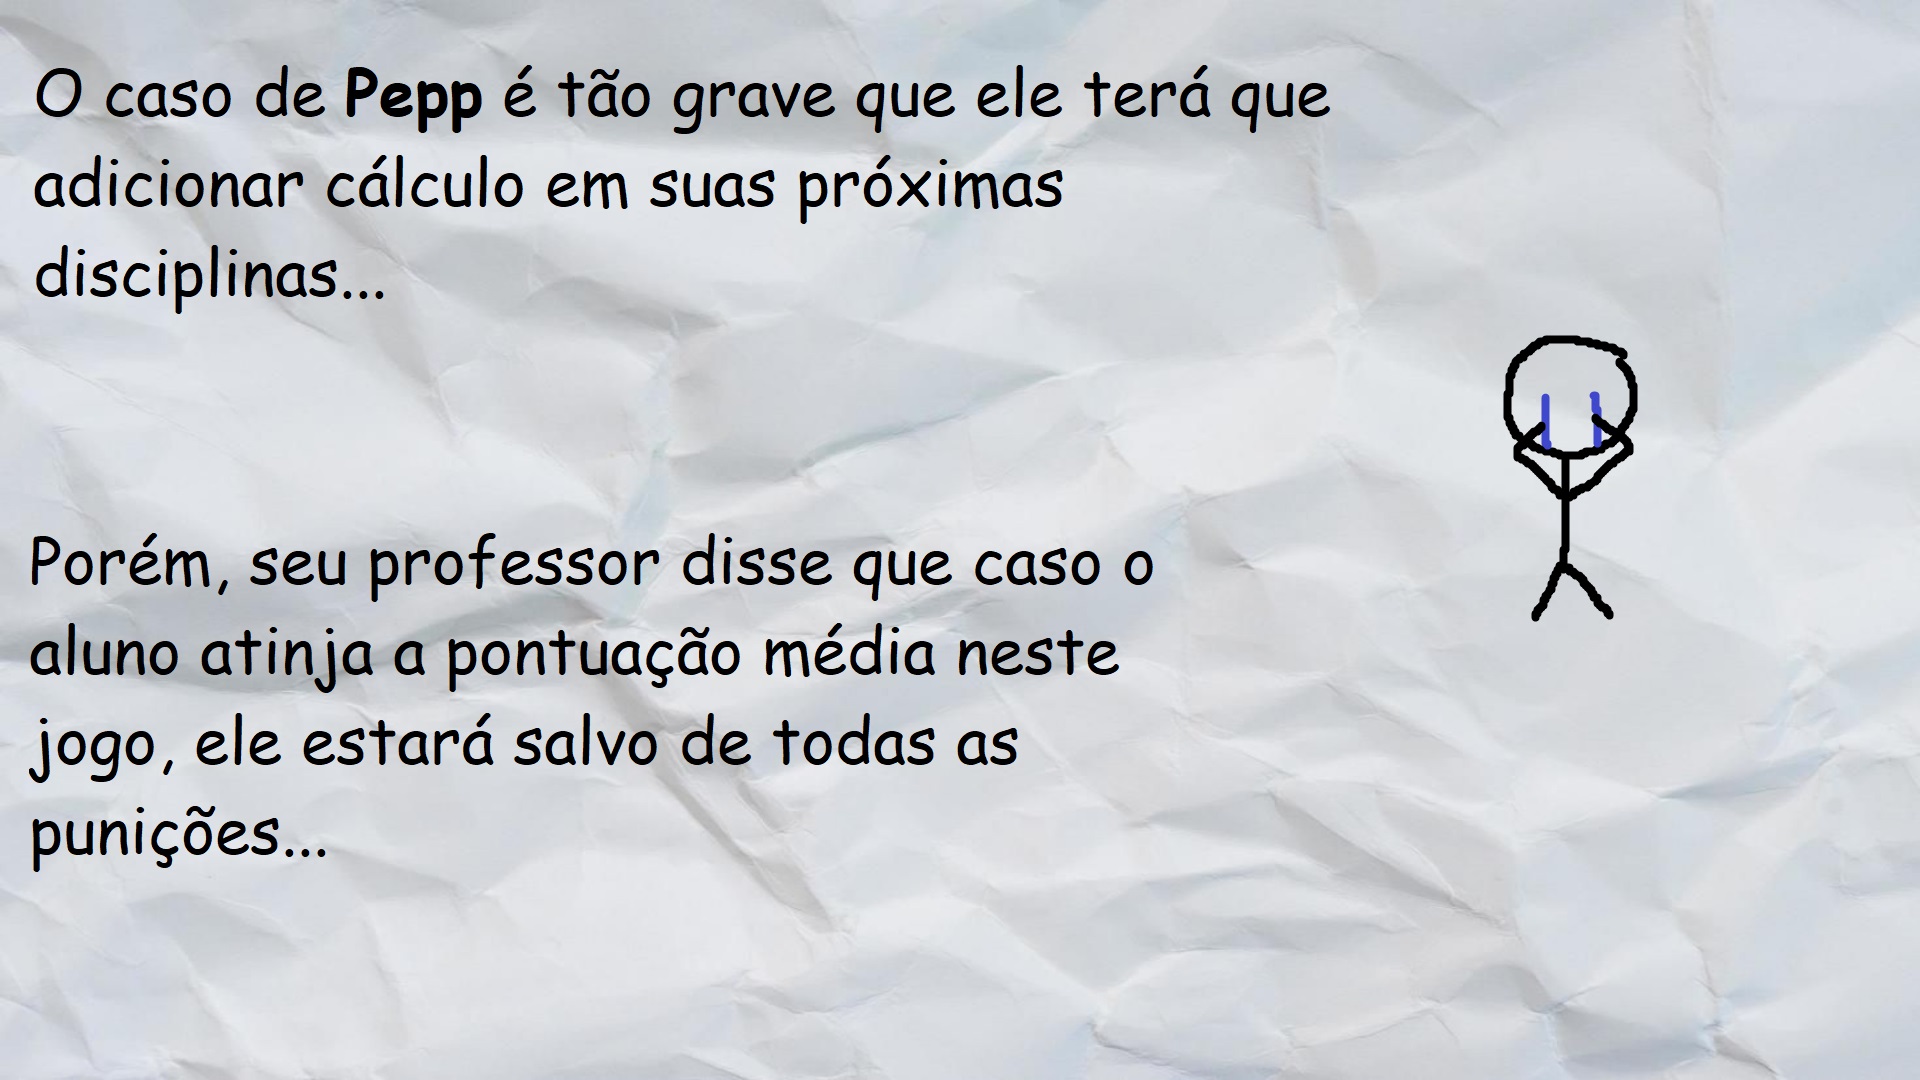 O caso de Pepp é tão grave que ele terá que
adicionar cálculo em suas próximas
disciplinas...
Porém, seu professor disse que caso o
aluno atinja a pontuação média neste
jogo, ele estará salvo de todas as
punições...